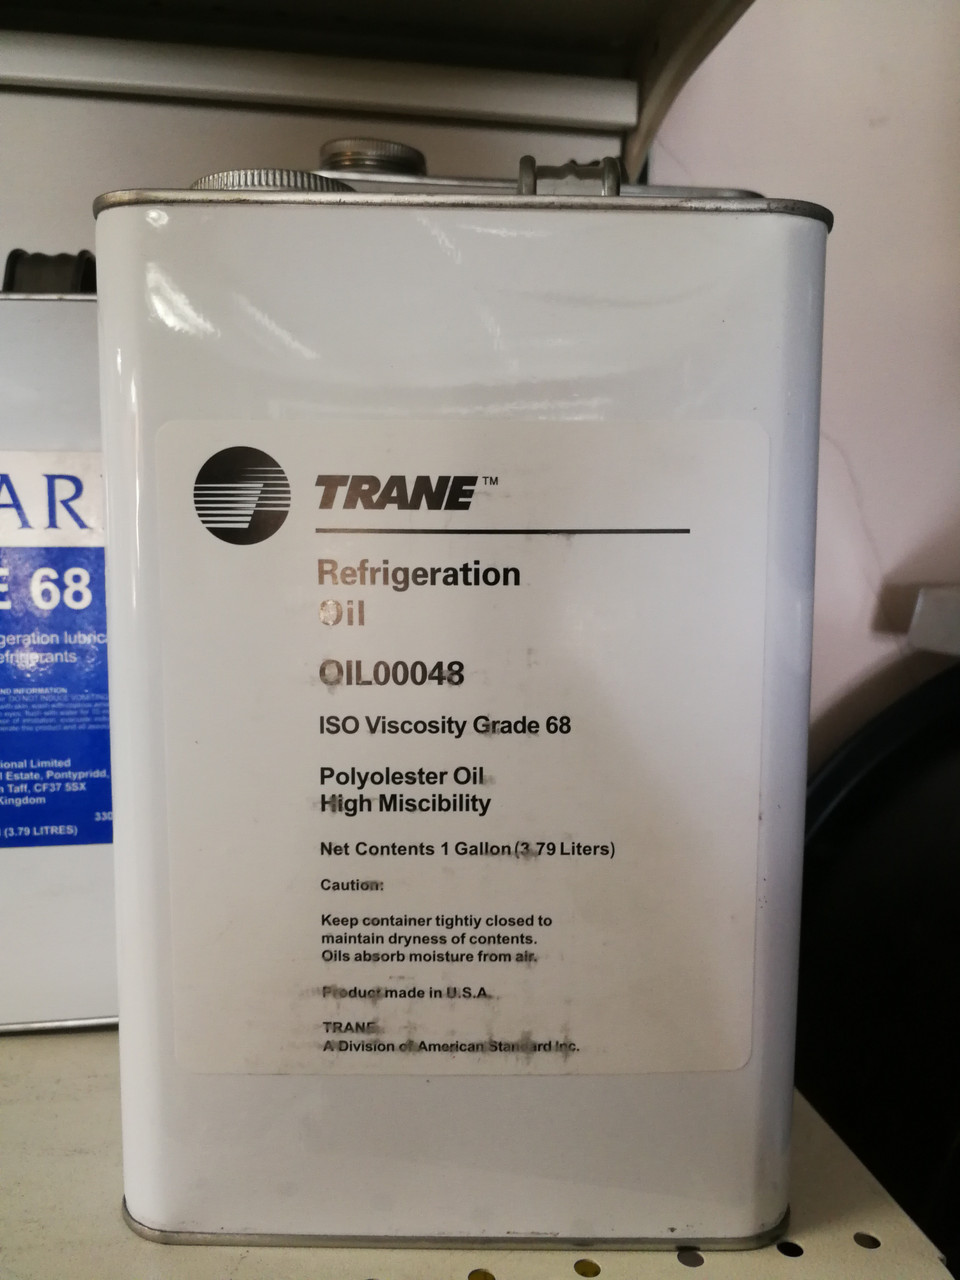 TRANE™
Refrigeration
Oil
OIL00048
ISO Viscosity Grade 68
Polyolester Oil
High Miscibility
Net Contents 1 Gallon (3.79 Liters)
Caution:
Keep container tightly closed to
maintain dryness of contents.
Oils absorb moisture from air.
Product made in U.S.A.
TRANE
A Division of American Standard Inc.
AR
E 68
geration lubric
efrigerants
ND INFORMATION
ional Limited
l Estate, Pontypridd,
n Taff, CF37 5SX
Kingdom
330
(3.79 LITRES)